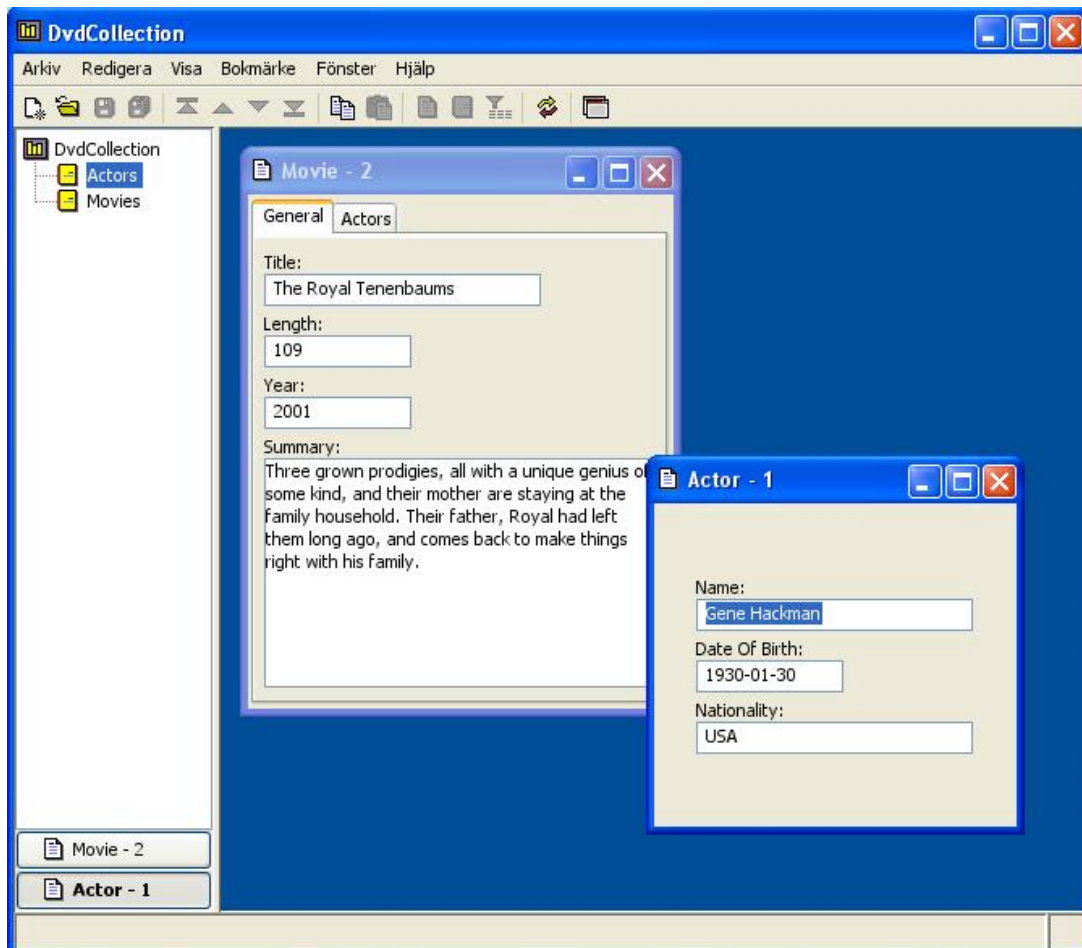 DvdCollection
Arkiv Redigera Visa Bokmärke Fönster Hjälp
DvdCollection
Actors
Movies
Movie - 2
General Actors
Title:
The Royal Tenenbaums
Length:
109
Year:
2001
Summary:
Three grown prodigies, all with a unique genius of
some kind, and their mother are staying at the
family household. Their father, Royal had left
them long ago, and comes back to make things
right with his family.
Actor - 1
Name:
Gene Hackman
Date Of Birth:
1930-01-30
Nationality:
USA
Movie - 2
Actor - 1